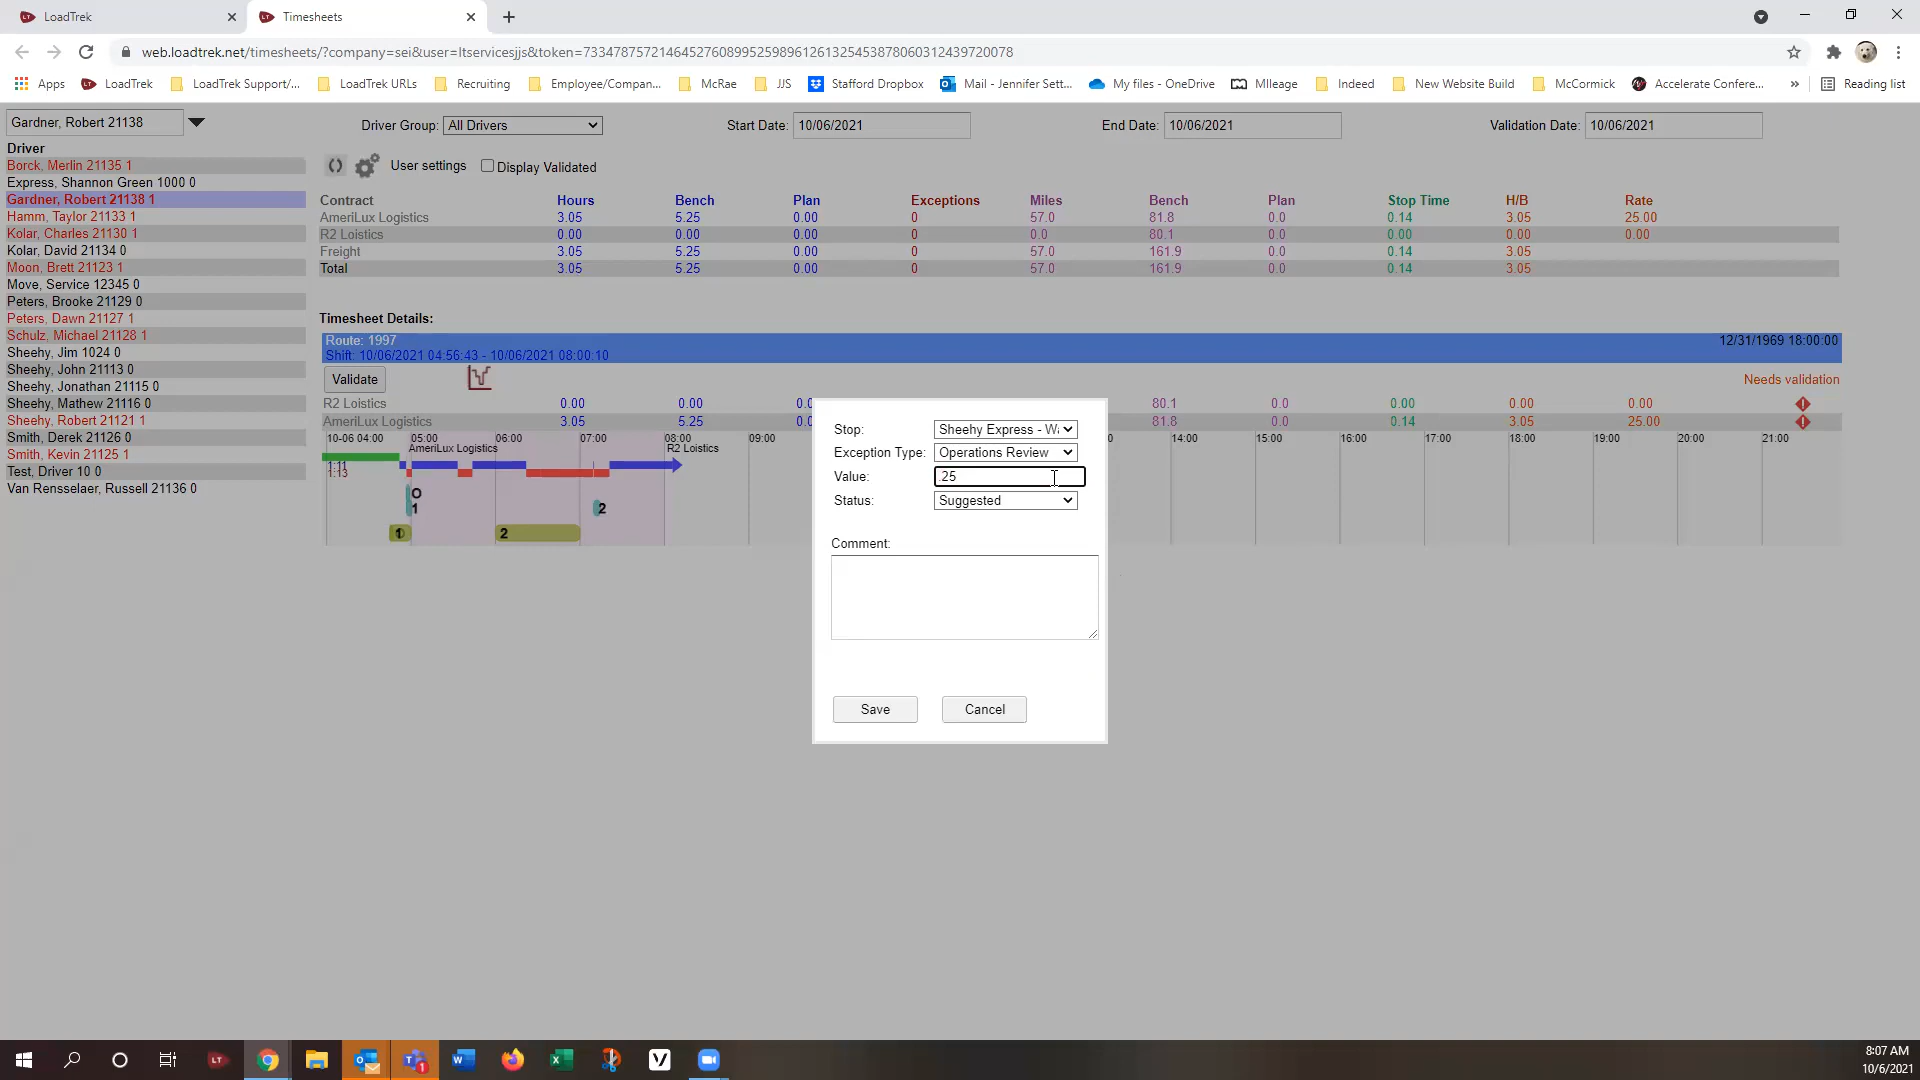 LoadTrek
Timesheets
web.loadtrek.net/timesheets/?company=sei&user=ltservicesjjs&token=733478757214645276089952598961261325453878060312439720078
Apps LoadTrek LoadTrek Support/... LoadTrek URLs Recruiting Employee/Compan... McRae JJS Stafford Dropbox Mail - Jennifer Sett... My files - OneDrive MIleage Indeed New Website Build McCormick Accelerate Confere... » Reading list
Gardner, Robert 21138
Driver Group: All Drivers Start Date: 10/06/2021 End Date: 10/06/2021 Validation Date: 10/06/2021
Driver
Borck, Merlin 21135 1
Express, Shannon Green 1000 0
Gardner, Robert 21138 1
Hamm, Taylor 21133 1
Kolar, Charles 21130 1
Kolar, David 21134 0
Moon, Brett 21123 1
Move, Service 12345 0
Peters, Brooke 21129 0
Peters, Dawn 21127 1
Schulz, Michael 21128 1
Sheehy, Jim 1024 0
Sheehy, John 21113 0
Sheehy, Jonathan 21115 0
Sheehy, Mathew 21116 0
Sheehy, Robert 21121 1
Smith, Derek 21126 0
Smith, Kevin 21125 1
Test, Driver 10 0
Van Rensselaer, Russell 21136 0
User settings Display Validated
Contract Hours Bench Plan Exceptions Miles Bench Plan Stop Time H/B Rate
AmeriLux Logistics 3.05 5.25 0.00 0 57.0 81.8 0.0 0.14 3.05 25.00
R2 Loistics 0.00 0.00 0.00 0 0.0 80.1 0.0 0.00 0.00 0.00
Freight 3.05 5.25 0.00 0 57.0 161.9 0.0 0.14 3.05
Total 3.05 5.25 0.00 0 57.0 161.9 0.0 0.14 3.05
Timesheet Details:
Route: 1997 12/31/1969 18:00:00
Shift: 10/06/2021 04:56:43 - 10/06/2021 08:00:10
Validate Needs validation
R2 Loistics 0.00 0.00 0.0 80.1 0.0 0.00 0.00 0.00
AmeriLux Logistics 3.05 5.25 0.0 81.8 0.0 0.14 3.05 25.00
10-06 04:00 05:00 06:00 07:00 08:00 09:00 14:00 15:00 16:00 17:00 18:00 19:00 20:00 21:00
AmeriLux Logistics R2 Loistics
1:11
1:13
O
1 2
1 2
Stop: Sheehy Express - Wa
Exception Type: Operations Review
Value: .25
Status: Suggested
Comment:
Save Cancel
8:07 AM
10/6/2021